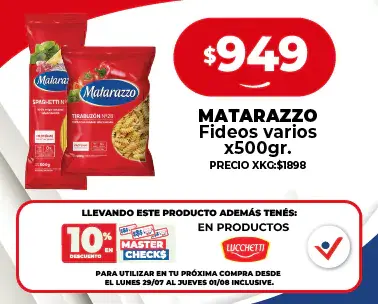 $949
Matarazzo
SPAGHETTI N
Matarazzo
TIRABUZÓN Nº28
MATARAZZO
Fideos varios
x500gr.
PRECIO XKG:$1898
LLEVANDO ESTE PRODUCTO ADEMÁS TENÉS:
10% EN
DESCUENTO
MASTER
CHECK$
EN PRODUCTOS
LUCCHETTI
PARA UTILIZAR EN TU PRÓXIMA COMPRA DESDE
EL LUNES 29/07 AL JUEVES 01/08 INCLUSIVE.